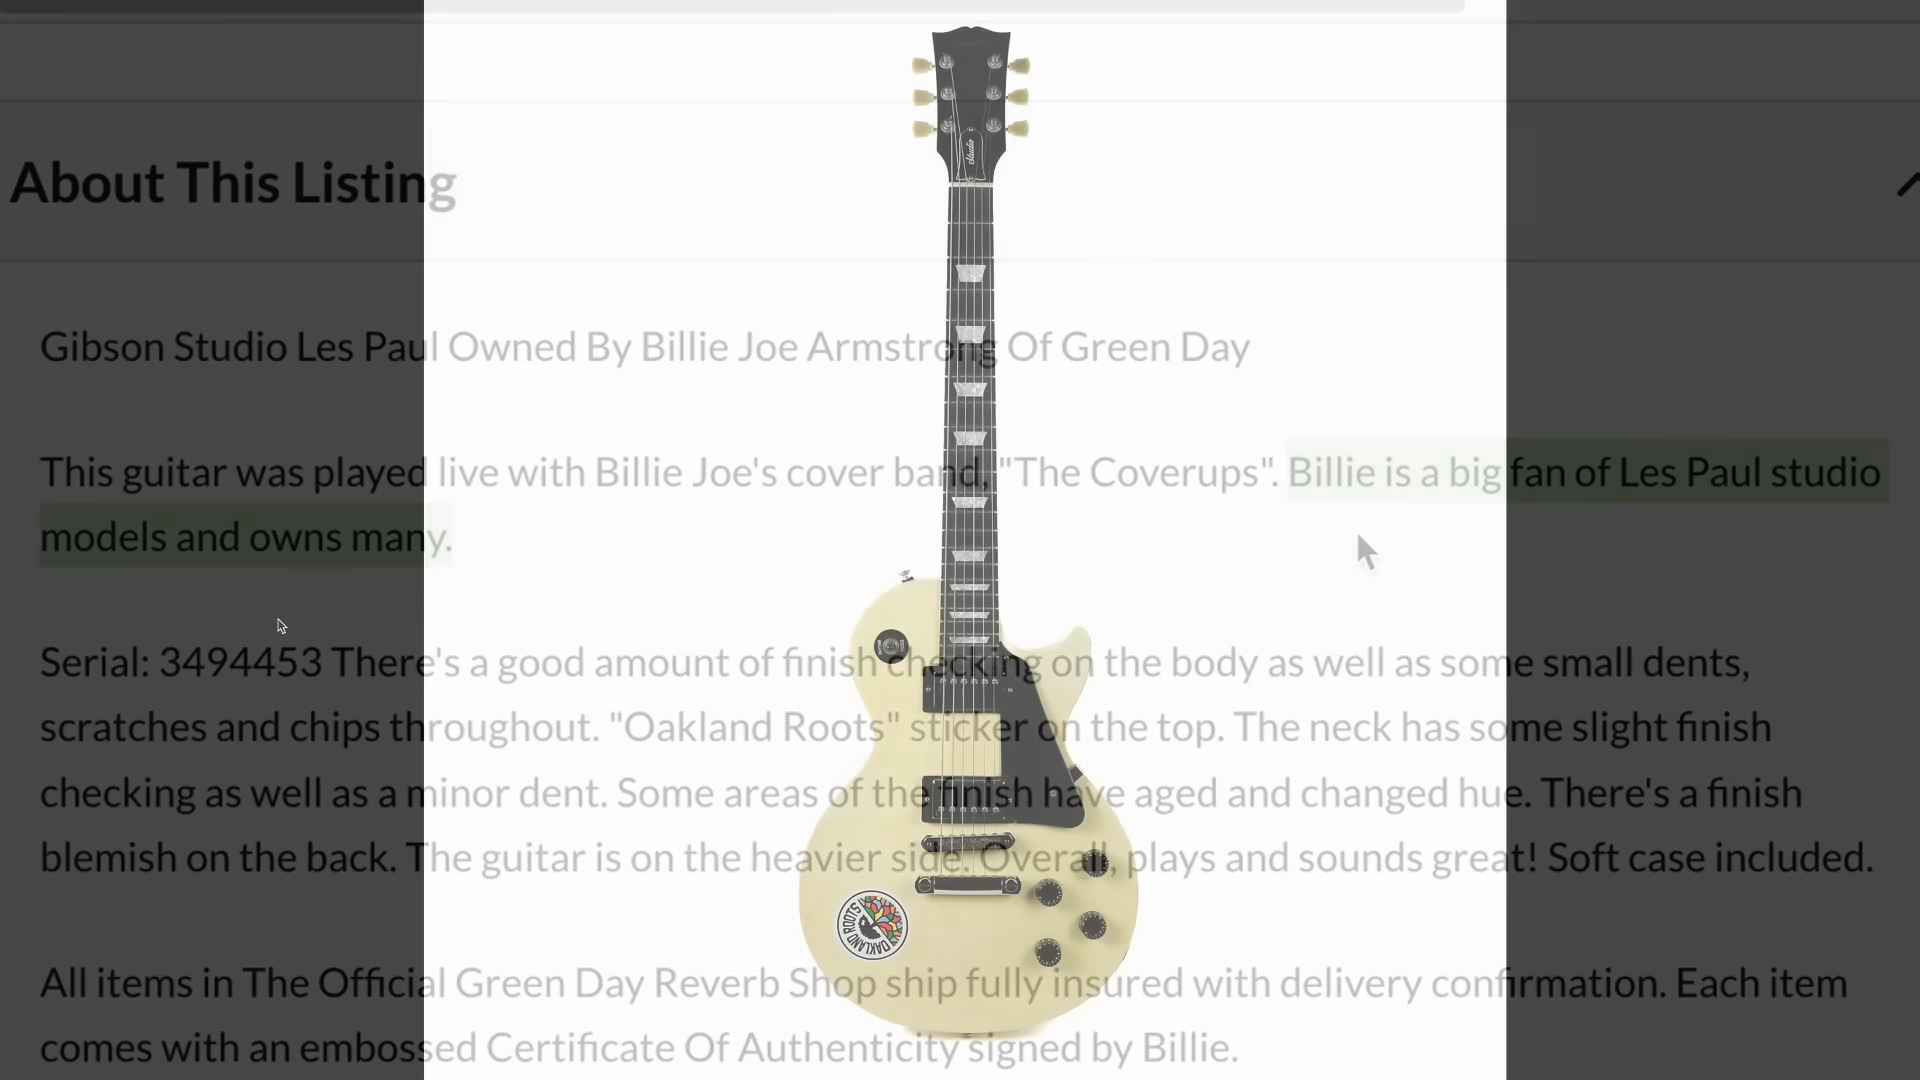 Studio
About This Listing
Gibson Studio Les Paul Owned By Billie Joe Armstrong Of Green Day
This guitar was played live with Billie Joe's cover band, "The Coverups". Billie is a big fan of Les Paul studio
models and owns many.
Serial: 3494453 There's a good amount of finish checking on the body as well as some small dents,
scratches and chips throughout. "Oakland Roots" sticker on the top. The neck has some slight finish
checking as well as a minor dent. Some areas of the finish have aged and changed hue. There's a finish
blemish on the back. The guitar is on the heavier side. Overall, plays and sounds great! Soft case included.
OAKLAND ROOTS
All items in The Official Green Day Reverb Shop ship fully insured with delivery confirmation. Each item
comes with an embossed Certificate Of Authenticity signed by Billie.